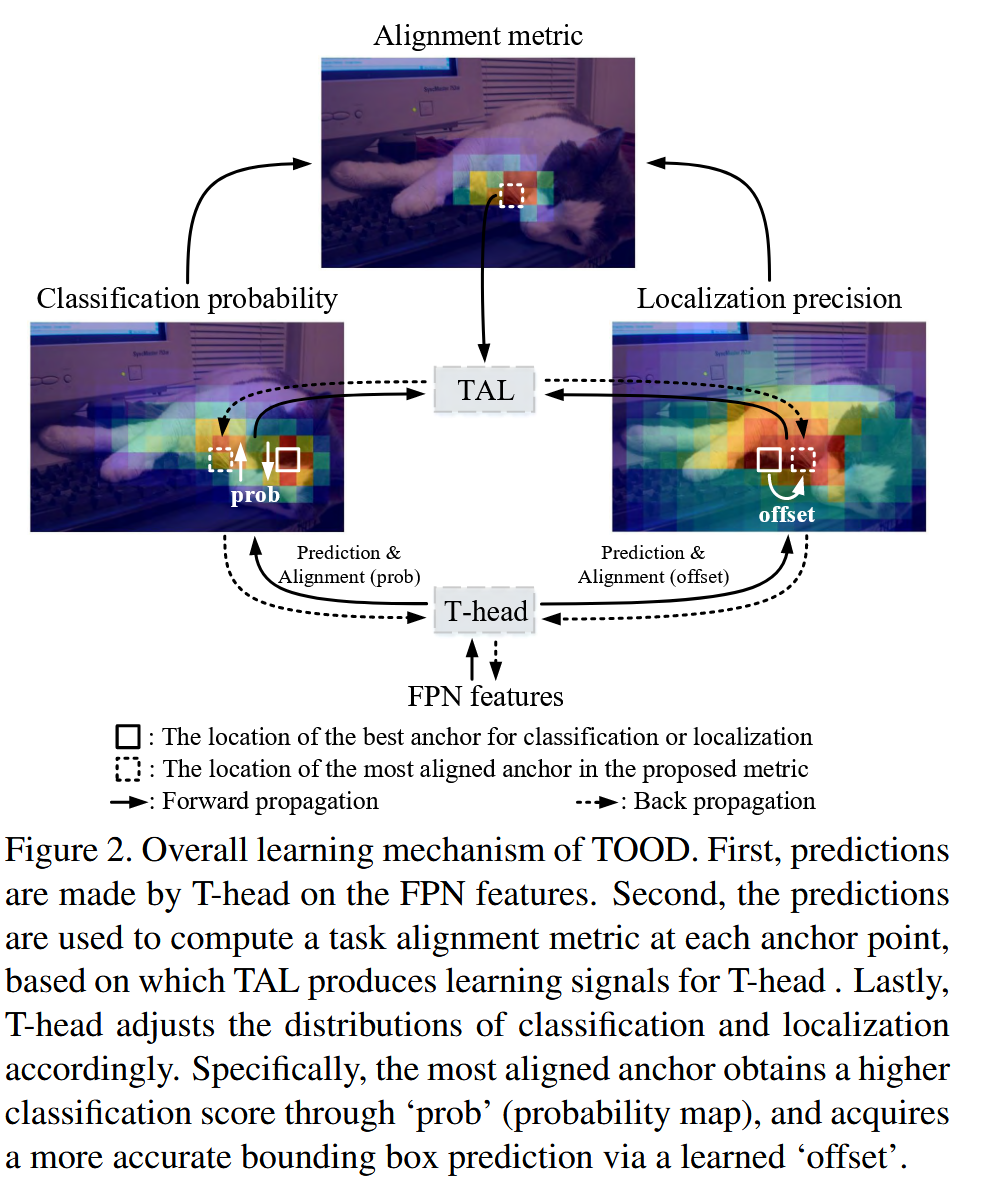 Alignment metric
Classification probability
Localization precision
TAL
prob
offset
Prediction &
Alignment (prob)
Prediction &
Alignment (offset)
T-head
FPN features
: The location of the best anchor for classification or localization
: The location of the most aligned anchor in the proposed metric
: Forward propagation
: Back propagation
Figure 2. Overall learning mechanism of TOOD. First, predictions
are made by T-head on the FPN features. Second, the predictions
are used to compute a task alignment metric at each anchor point,
based on which TAL produces learning signals for T-head . Lastly,
T-head adjusts the distributions of classification and localization
accordingly. Specifically, the most aligned anchor obtains a higher
classification score through ‘prob’ (probability map), and acquires
a more accurate bounding box prediction via a learned ‘offset’.